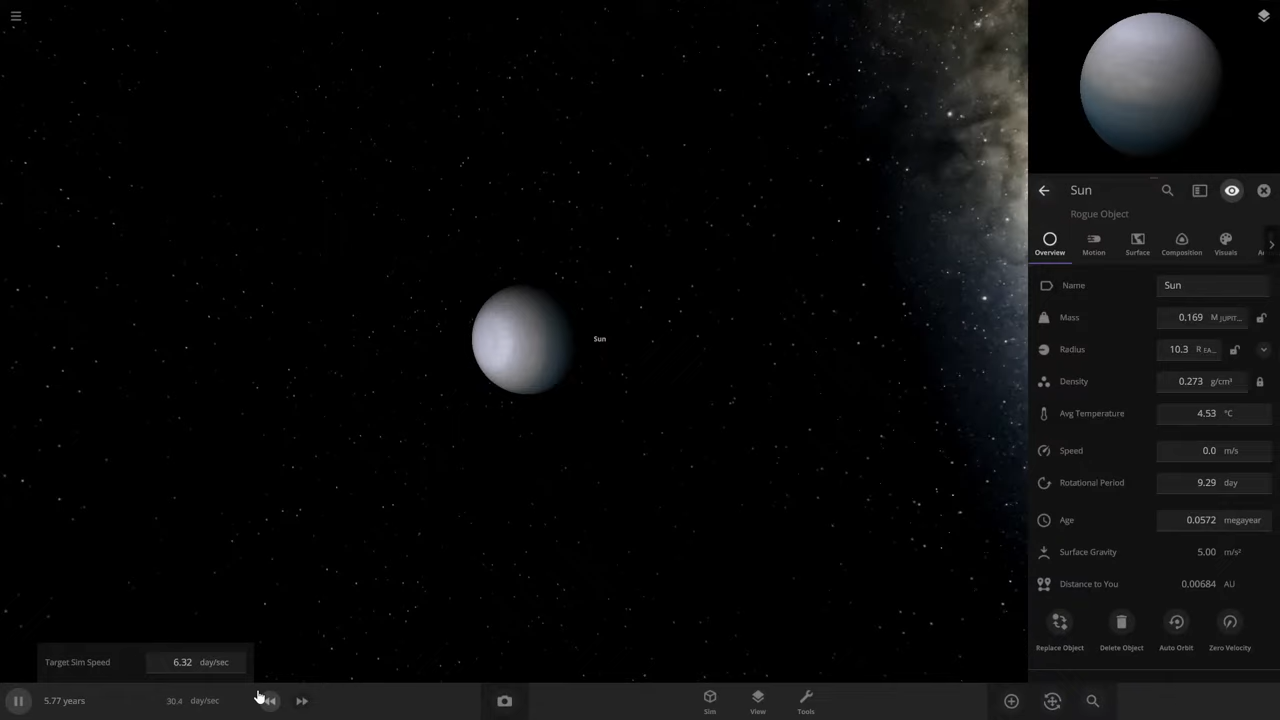 Sun
Rogue Object
Overview
Motion
Surface
Composition
Visuals
Name Sun
Mass 0.169 M JUPIT...
Radius 10.3 R EA...
Density 0.273 g/cm³
Avg Temperature 4.53 °C
Speed 0.0 m/s
Rotational Period 9.29 day
Age 0.0572 megayear
Surface Gravity 5.00 m/s²
Distance to You 0.00684 AU
Replace Object
Delete Object
Auto Orbit
Zero Velocity
Sun
Target Sim Speed 6.32 day/sec
5.77 years 30.4 day/sec
Sim
View
Tools